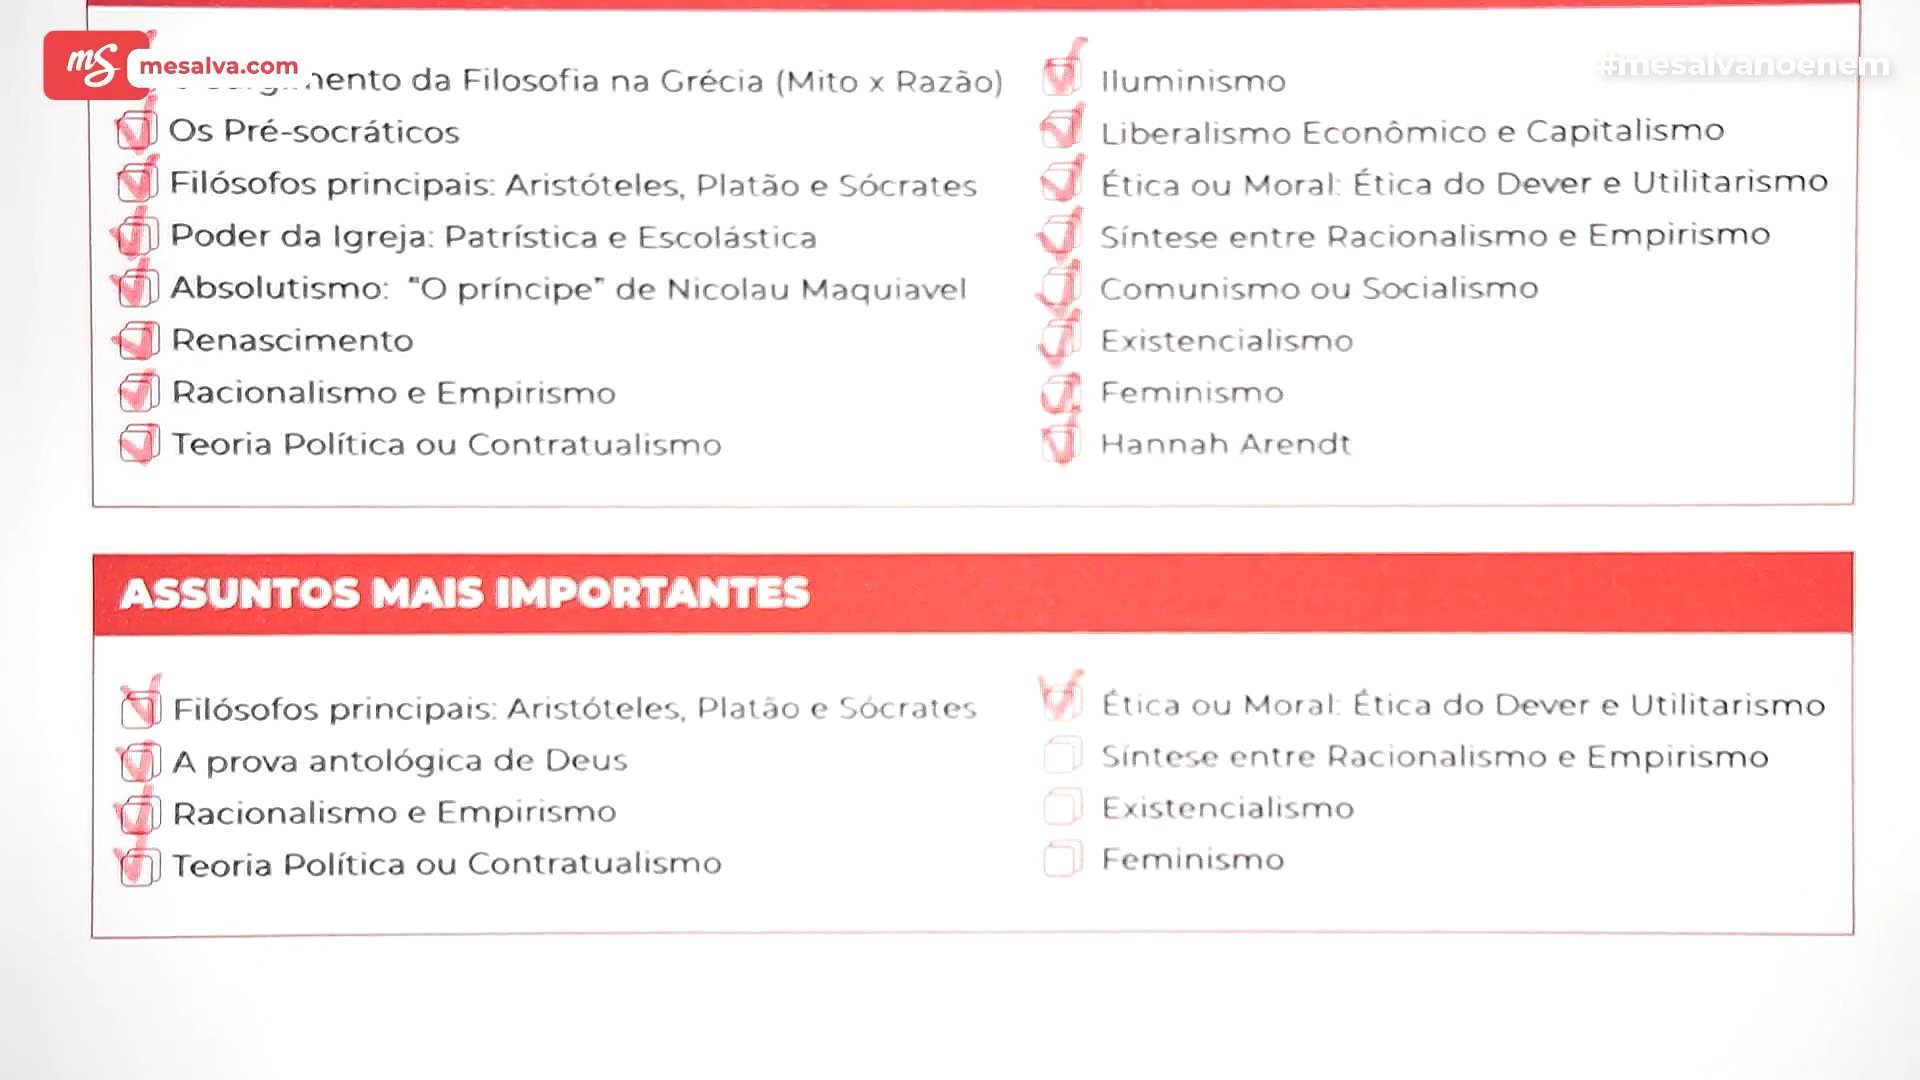 mS
mesalva.com
#mesalvanoenem
O Surgimento da Filosofia na Grécia (Mito x Razão)
Os Pré-socráticos
Filósofos principais: Aristóteles, Platão e Sócrates
Poder da Igreja: Patrística e Escolástica
Absolutismo: “O príncipe” de Nicolau Maquiavel
Renascimento
Racionalismo e Empirismo
Teoria Política ou Contratualismo
Iluminismo
Liberalismo Econômico e Capitalismo
Ética ou Moral: Ética do Dever e Utilitarismo
Síntese entre Racionalismo e Empirismo
Comunismo ou Socialismo
Existencialismo
Feminismo
Hannah Arendt
ASSUNTOS MAIS IMPORTANTES
Filósofos principais: Aristóteles, Platão e Sócrates
A prova antológica de Deus
Racionalismo e Empirismo
Teoria Política ou Contratualismo
Ética ou Moral: Ética do Dever e Utilitarismo
Síntese entre Racionalismo e Empirismo
Existencialismo
Feminismo